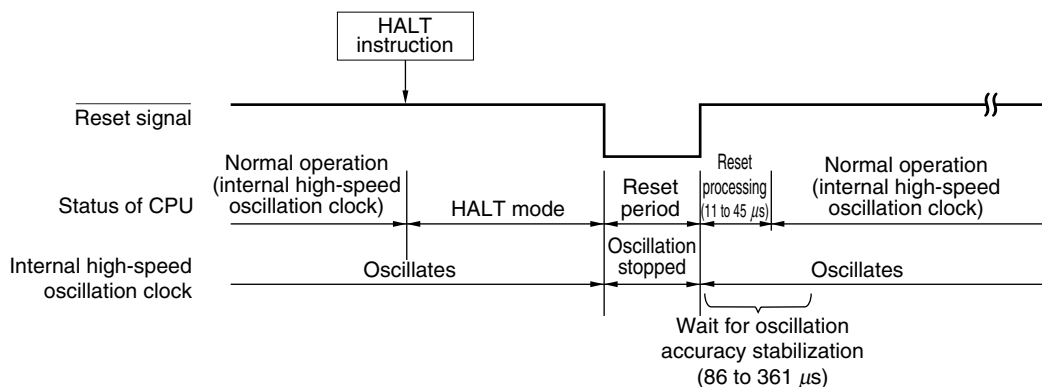 HALT
instruction
Reset signal
Normal operation
(internal high-speed
oscillation clock)
Status of CPU
HALT mode
Reset
period
Reset
processing
(11 to 45 μs)
Normal operation
(internal high-speed
oscillation clock)
Internal high-speed
oscillation clock
Oscillates
Oscillation
stopped
Oscillates
Wait for oscillation
accuracy stabilization
(86 to 361 μs)